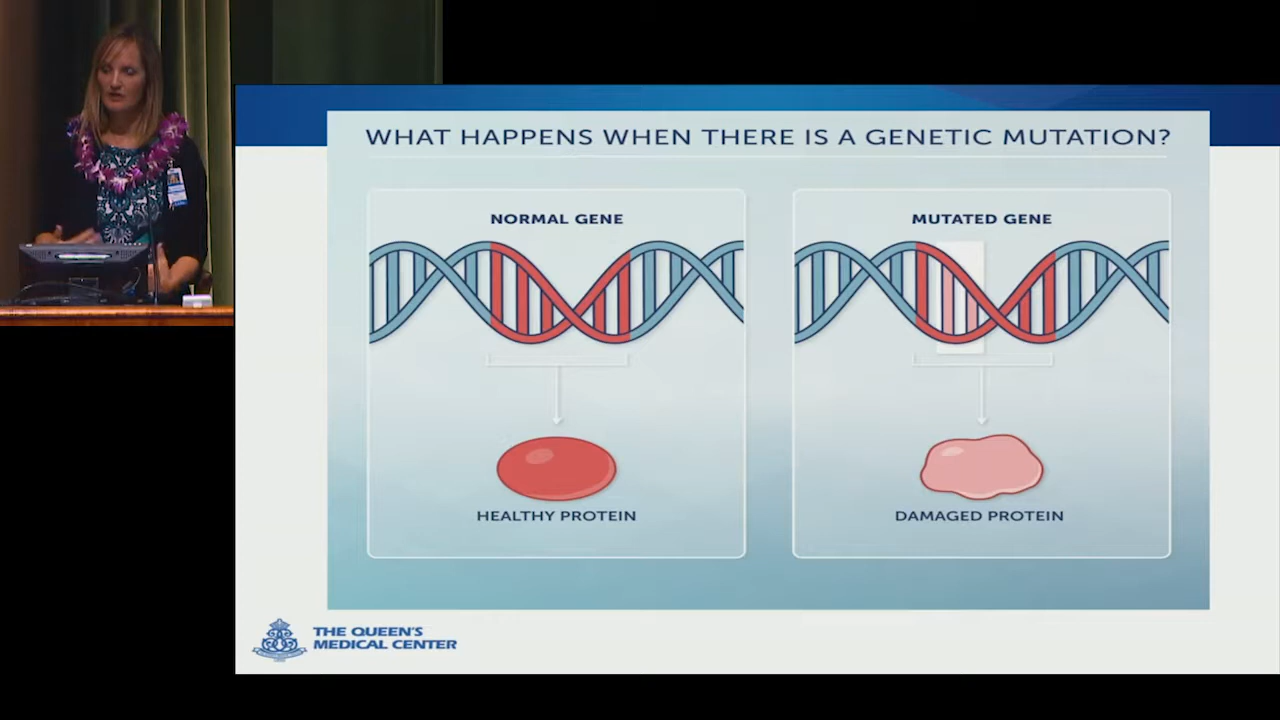 WHAT HAPPENS WHEN THERE IS A GENETIC MUTATION?
NORMAL GENE
HEALTHY PROTEIN
MUTATED GENE
DAMAGED PROTEIN
THE QUEEN'S
MEDICAL CENTER